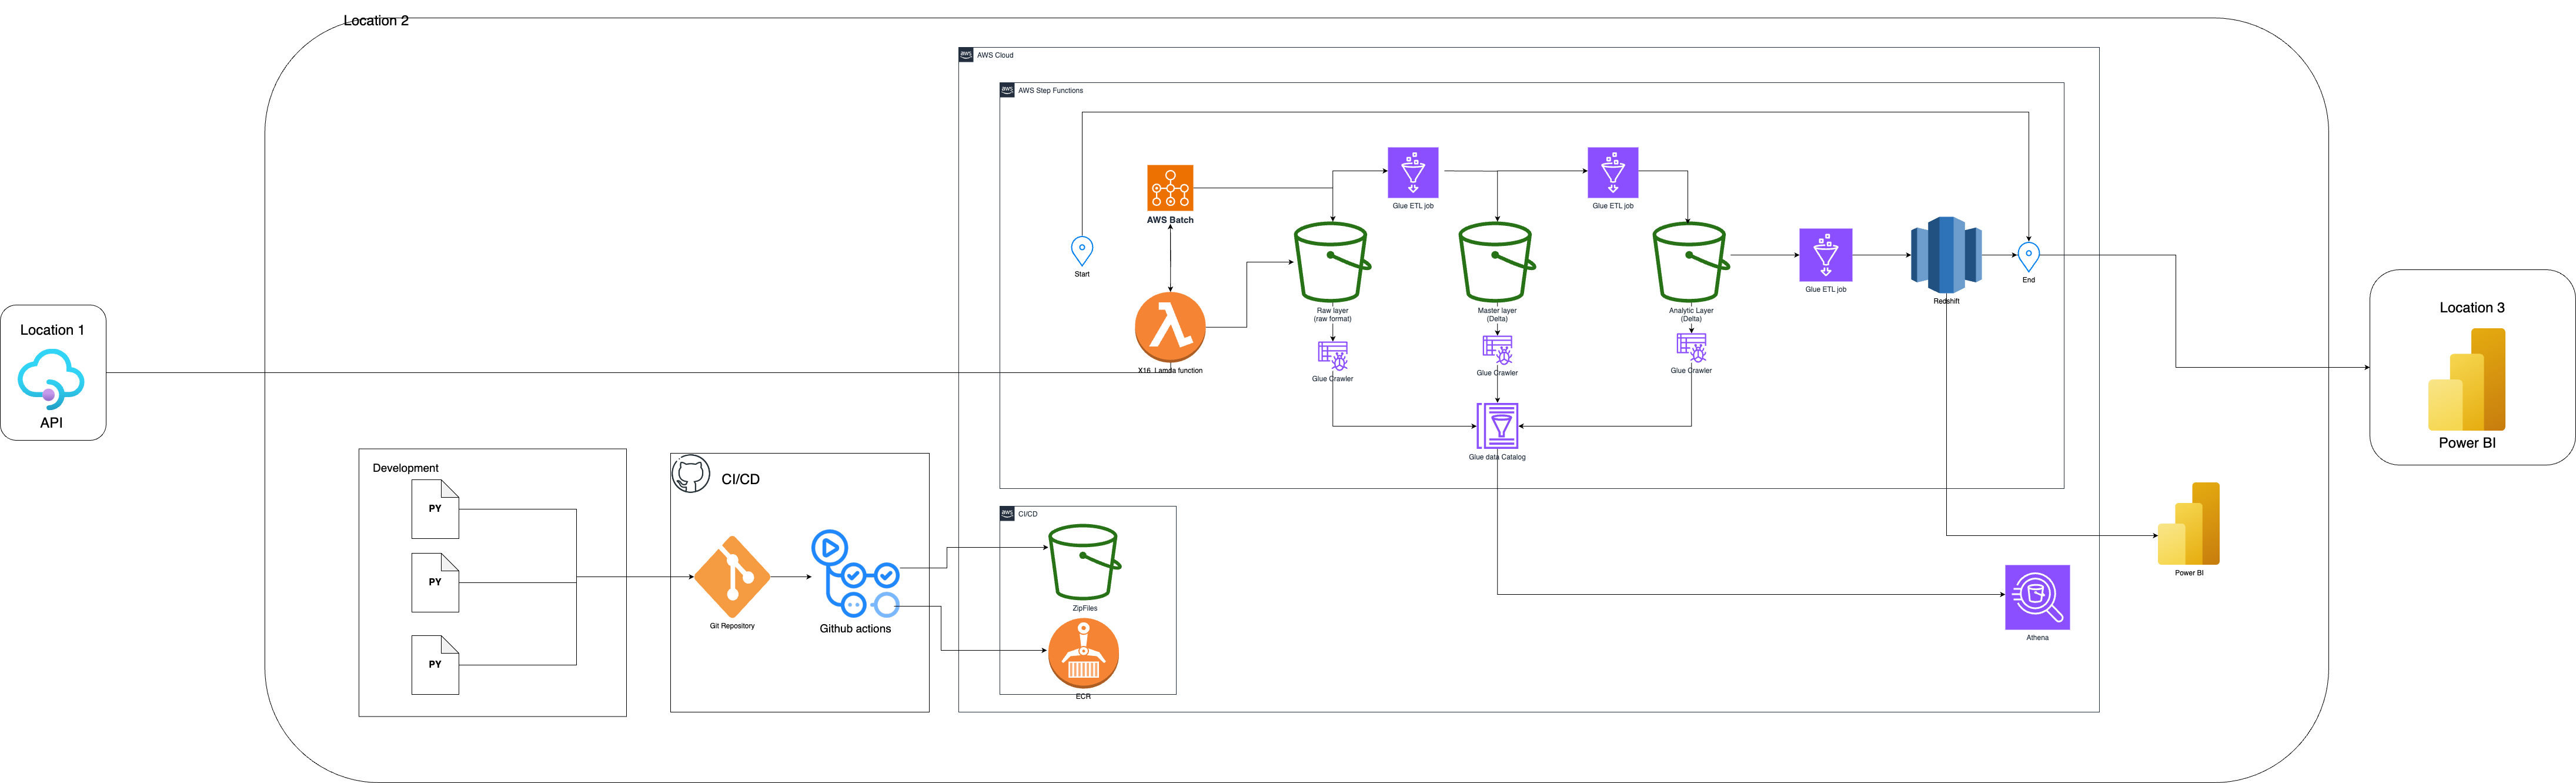 Location 2
aws
AWS Cloud
aws
AWS Step Functions
Glue ETL job
Glue ETL job
AWS Batch
Start
Glue ETL job
Redshift
End
Raw layer
(raw format)
Master layer
(Delta)
Analytic Layer
(Delta)
Location 1
API
X16 Lamda function
Glue Crawler
Glue Crawler
Glue Crawler
Glue data Catalog
Location 3
Power BI
Development
PY
PY
PY
CI/CD
Git Repository
Github actions
aws
CI/CD
ZipFiles
ECR
Athena
Power BI